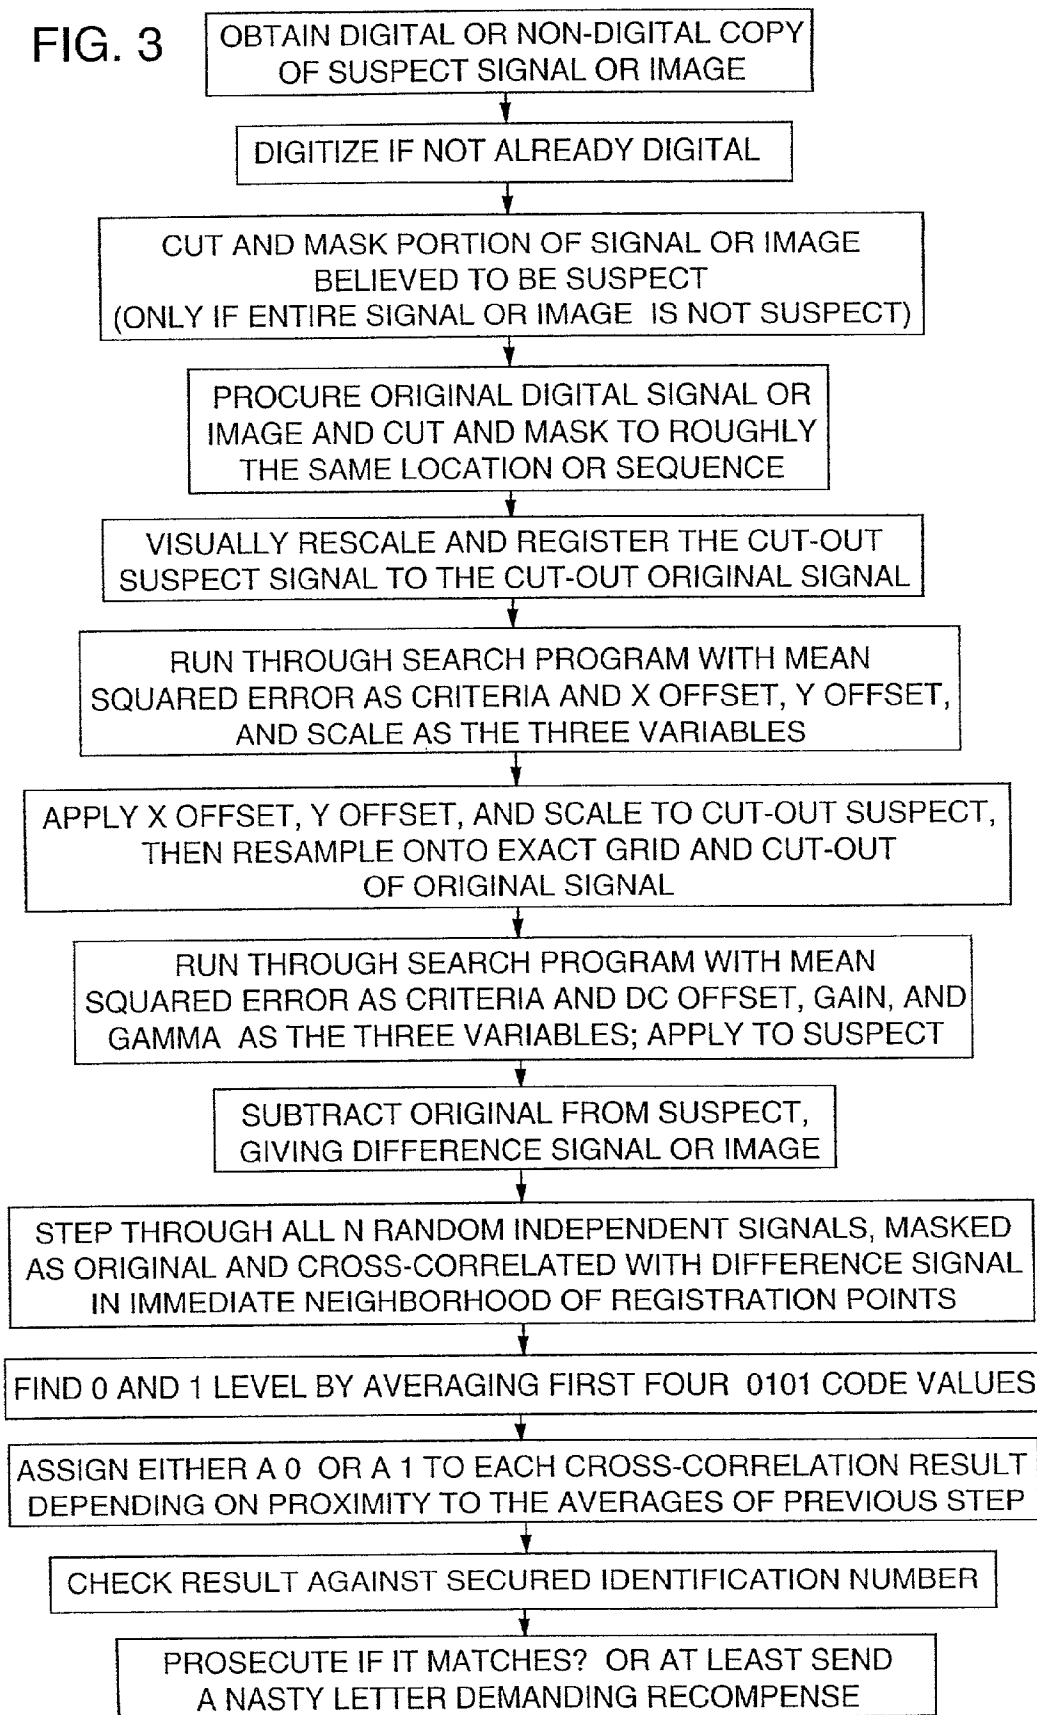 FIG. 3
OBTAIN DIGITAL OR NON-DIGITAL COPY
OF SUSPECT SIGNAL OR IMAGE
DIGITIZE IF NOT ALREADY DIGITAL
CUT AND MASK PORTION OF SIGNAL OR IMAGE
BELIEVED TO BE SUSPECT
(ONLY IF ENTIRE SIGNAL OR IMAGE IS NOT SUSPECT)
PROCURE ORIGINAL DIGITAL SIGNAL OR
IMAGE AND CUT AND MASK TO ROUGHLY
THE SAME LOCATION OR SEQUENCE
VISUALLY RESCALE AND REGISTER THE CUT-OUT
SUSPECT SIGNAL TO THE CUT-OUT ORIGINAL SIGNAL
RUN THROUGH SEARCH PROGRAM WITH MEAN
SQUARED ERROR AS CRITERIA AND X OFFSET, Y OFFSET,
AND SCALE AS THE THREE VARIABLES
APPLY X OFFSET, Y OFFSET, AND SCALE TO CUT-OUT SUSPECT,
THEN RESAMPLE ONTO EXACT GRID AND CUT-OUT
OF ORIGINAL SIGNAL
RUN THROUGH SEARCH PROGRAM WITH MEAN
SQUARED ERROR AS CRITERIA AND DC OFFSET, GAIN, AND
GAMMA AS THE THREE VARIABLES; APPLY TO SUSPECT
SUBTRACT ORIGINAL FROM SUSPECT,
GIVING DIFFERENCE SIGNAL OR IMAGE
STEP THROUGH ALL N RANDOM INDEPENDENT SIGNALS, MASKED
AS ORIGINAL AND CROSS-CORRELATED WITH DIFFERENCE SIGNAL
IN IMMEDIATE NEIGHBORHOOD OF REGISTRATION POINTS
FIND 0 AND 1 LEVEL BY AVERAGING FIRST FOUR 0101 CODE VALUES
ASSIGN EITHER A 0 OR A 1 TO EACH CROSS-CORRELATION RESULT
DEPENDING ON PROXIMITY TO THE AVERAGES OF PREVIOUS STEP
CHECK RESULT AGAINST SECURED IDENTIFICATION NUMBER
PROSECUTE IF IT MATCHES? OR AT LEAST SEND
A NASTY LETTER DEMANDING RECOMPENSE